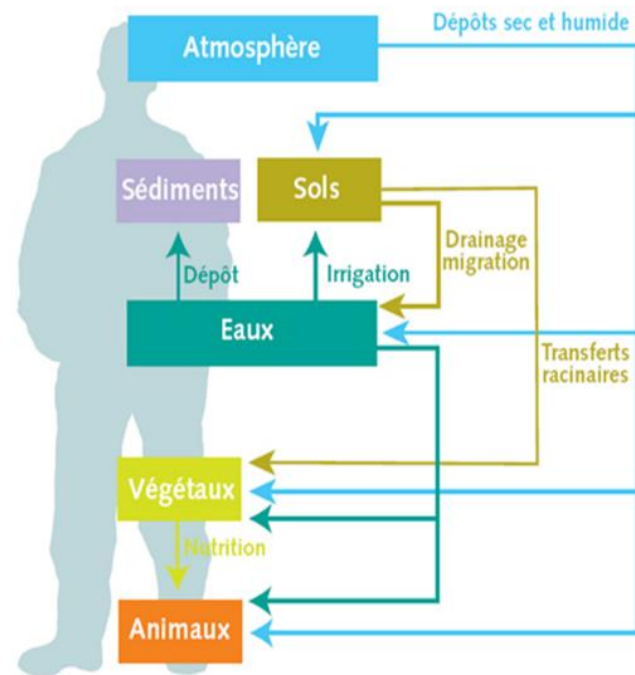 Dépôts sec et humide
Atmosphère
Sédiments
Sols
Drainage
migration
Dépôt
Irrigation
Eaux
Transferts
racinaires
Végétaux
Nutrition
Animaux